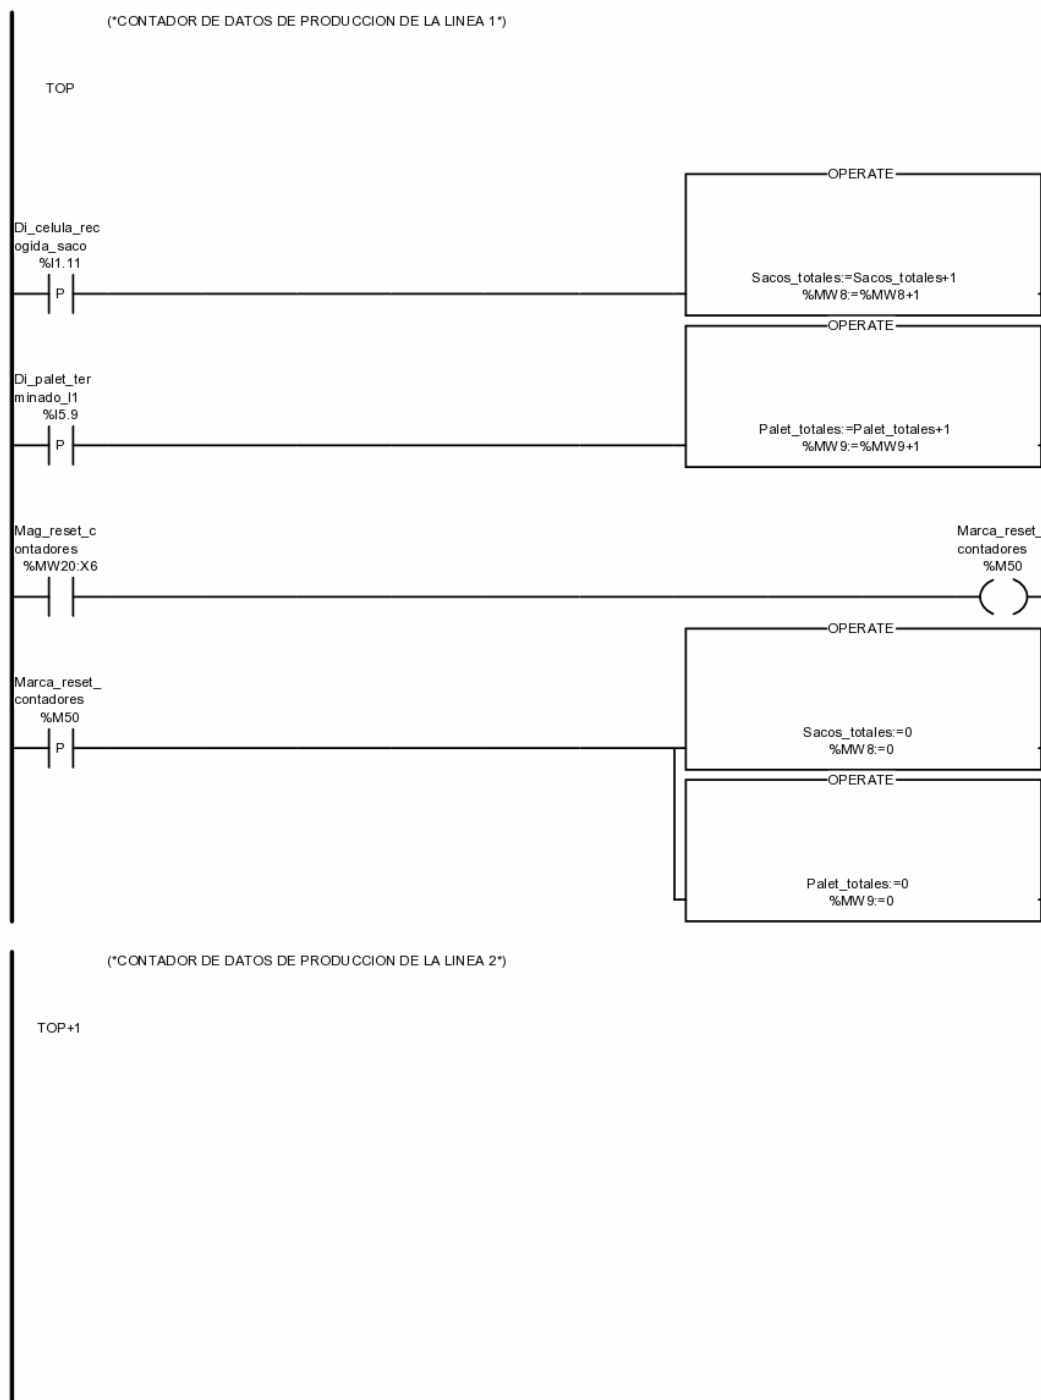 (*CONTADOR DE DATOS DE PRODUCCION DE LA LINEA 1*)
TOP
OPERATE
Di_celula_rec
ogida_saco
%I1.11
P
Sacos_totales:=Sacos_totales+1
%MW8:=%MW8+1
OPERATE
Di_palet_ter
minado_l1
%I5.9
P
Palet_totales:=Palet_totales+1
%MW9:=%MW9+1
Mag_reset_c
ontadores
%MW20:X6
Marca_reset_
contadores
%M50
OPERATE
Marca_reset_
contadores
%M50
P
Sacos_totales:=0
%MW8:=0
OPERATE
Palet_totales:=0
%MW9:=0
(*CONTADOR DE DATOS DE PRODUCCION DE LA LINEA 2*)
TOP+1